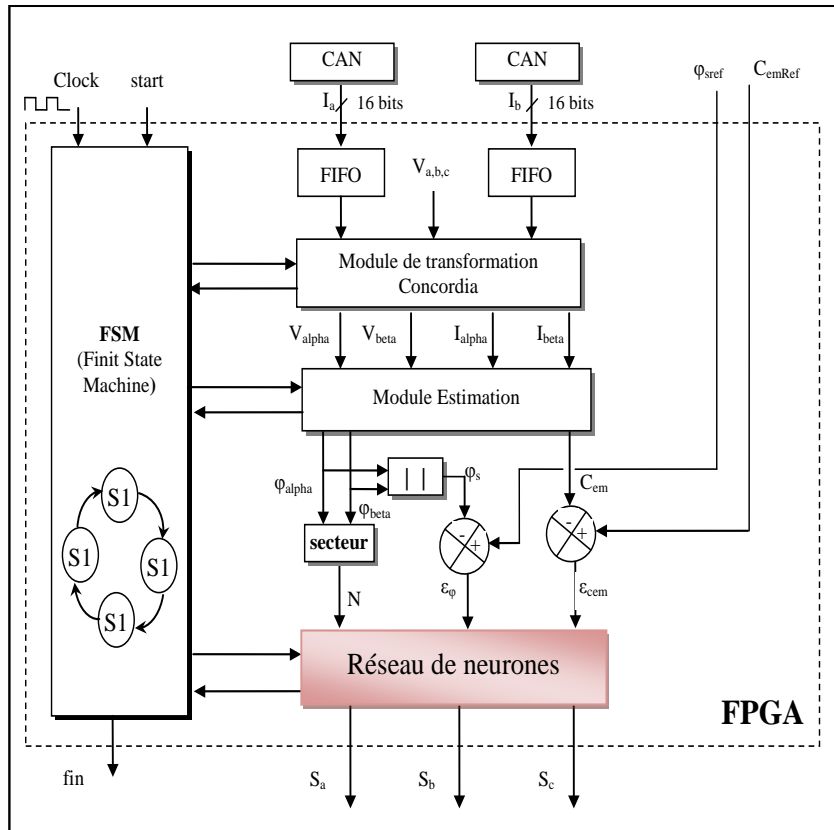 CAN
CAN
Clock
start
φsref
CemRef
Ia
16 bits
Ib
16 bits
FIFO
Va,b,c
FIFO
Module de transformation
Concordia
FSM
(Finit State
Machine)
Valpha
Vbeta
Ialpha
Ibeta
Module Estimation
| |
φs
φalpha
φbeta
Cem
secteur
-
+
-
+
S1
S1
S1
S1
N
εφ
εcem
Réseau de neurones
FPGA
fin
Sa
Sb
Sc